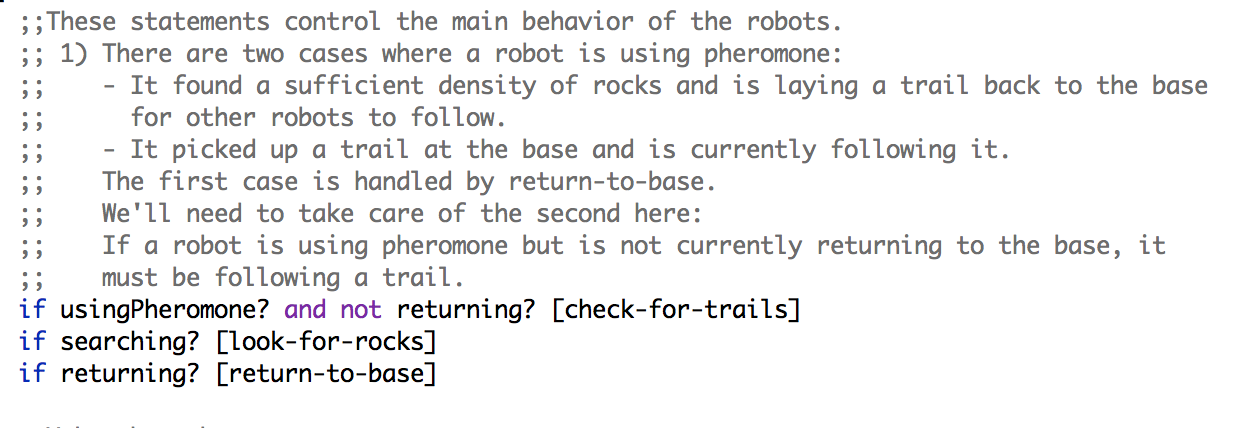 ;;These statements control the main behavior of the robots.
;; 1) There are two cases where a robot is using pheromone:
;;    - It found a sufficient density of rocks and is laying a trail back to the base
;;      for other robots to follow.
;;    - It picked up a trail at the base and is currently following it.
;;    The first case is handled by return-to-base.
;;    We'll need to take care of the second here:
;;    If a robot is using pheromone but is not currently returning to the base, it
;;    must be following a trail.
if usingPheromone? and not returning? [check-for-trails]
if searching? [look-for-rocks]
if returning? [return-to-base]